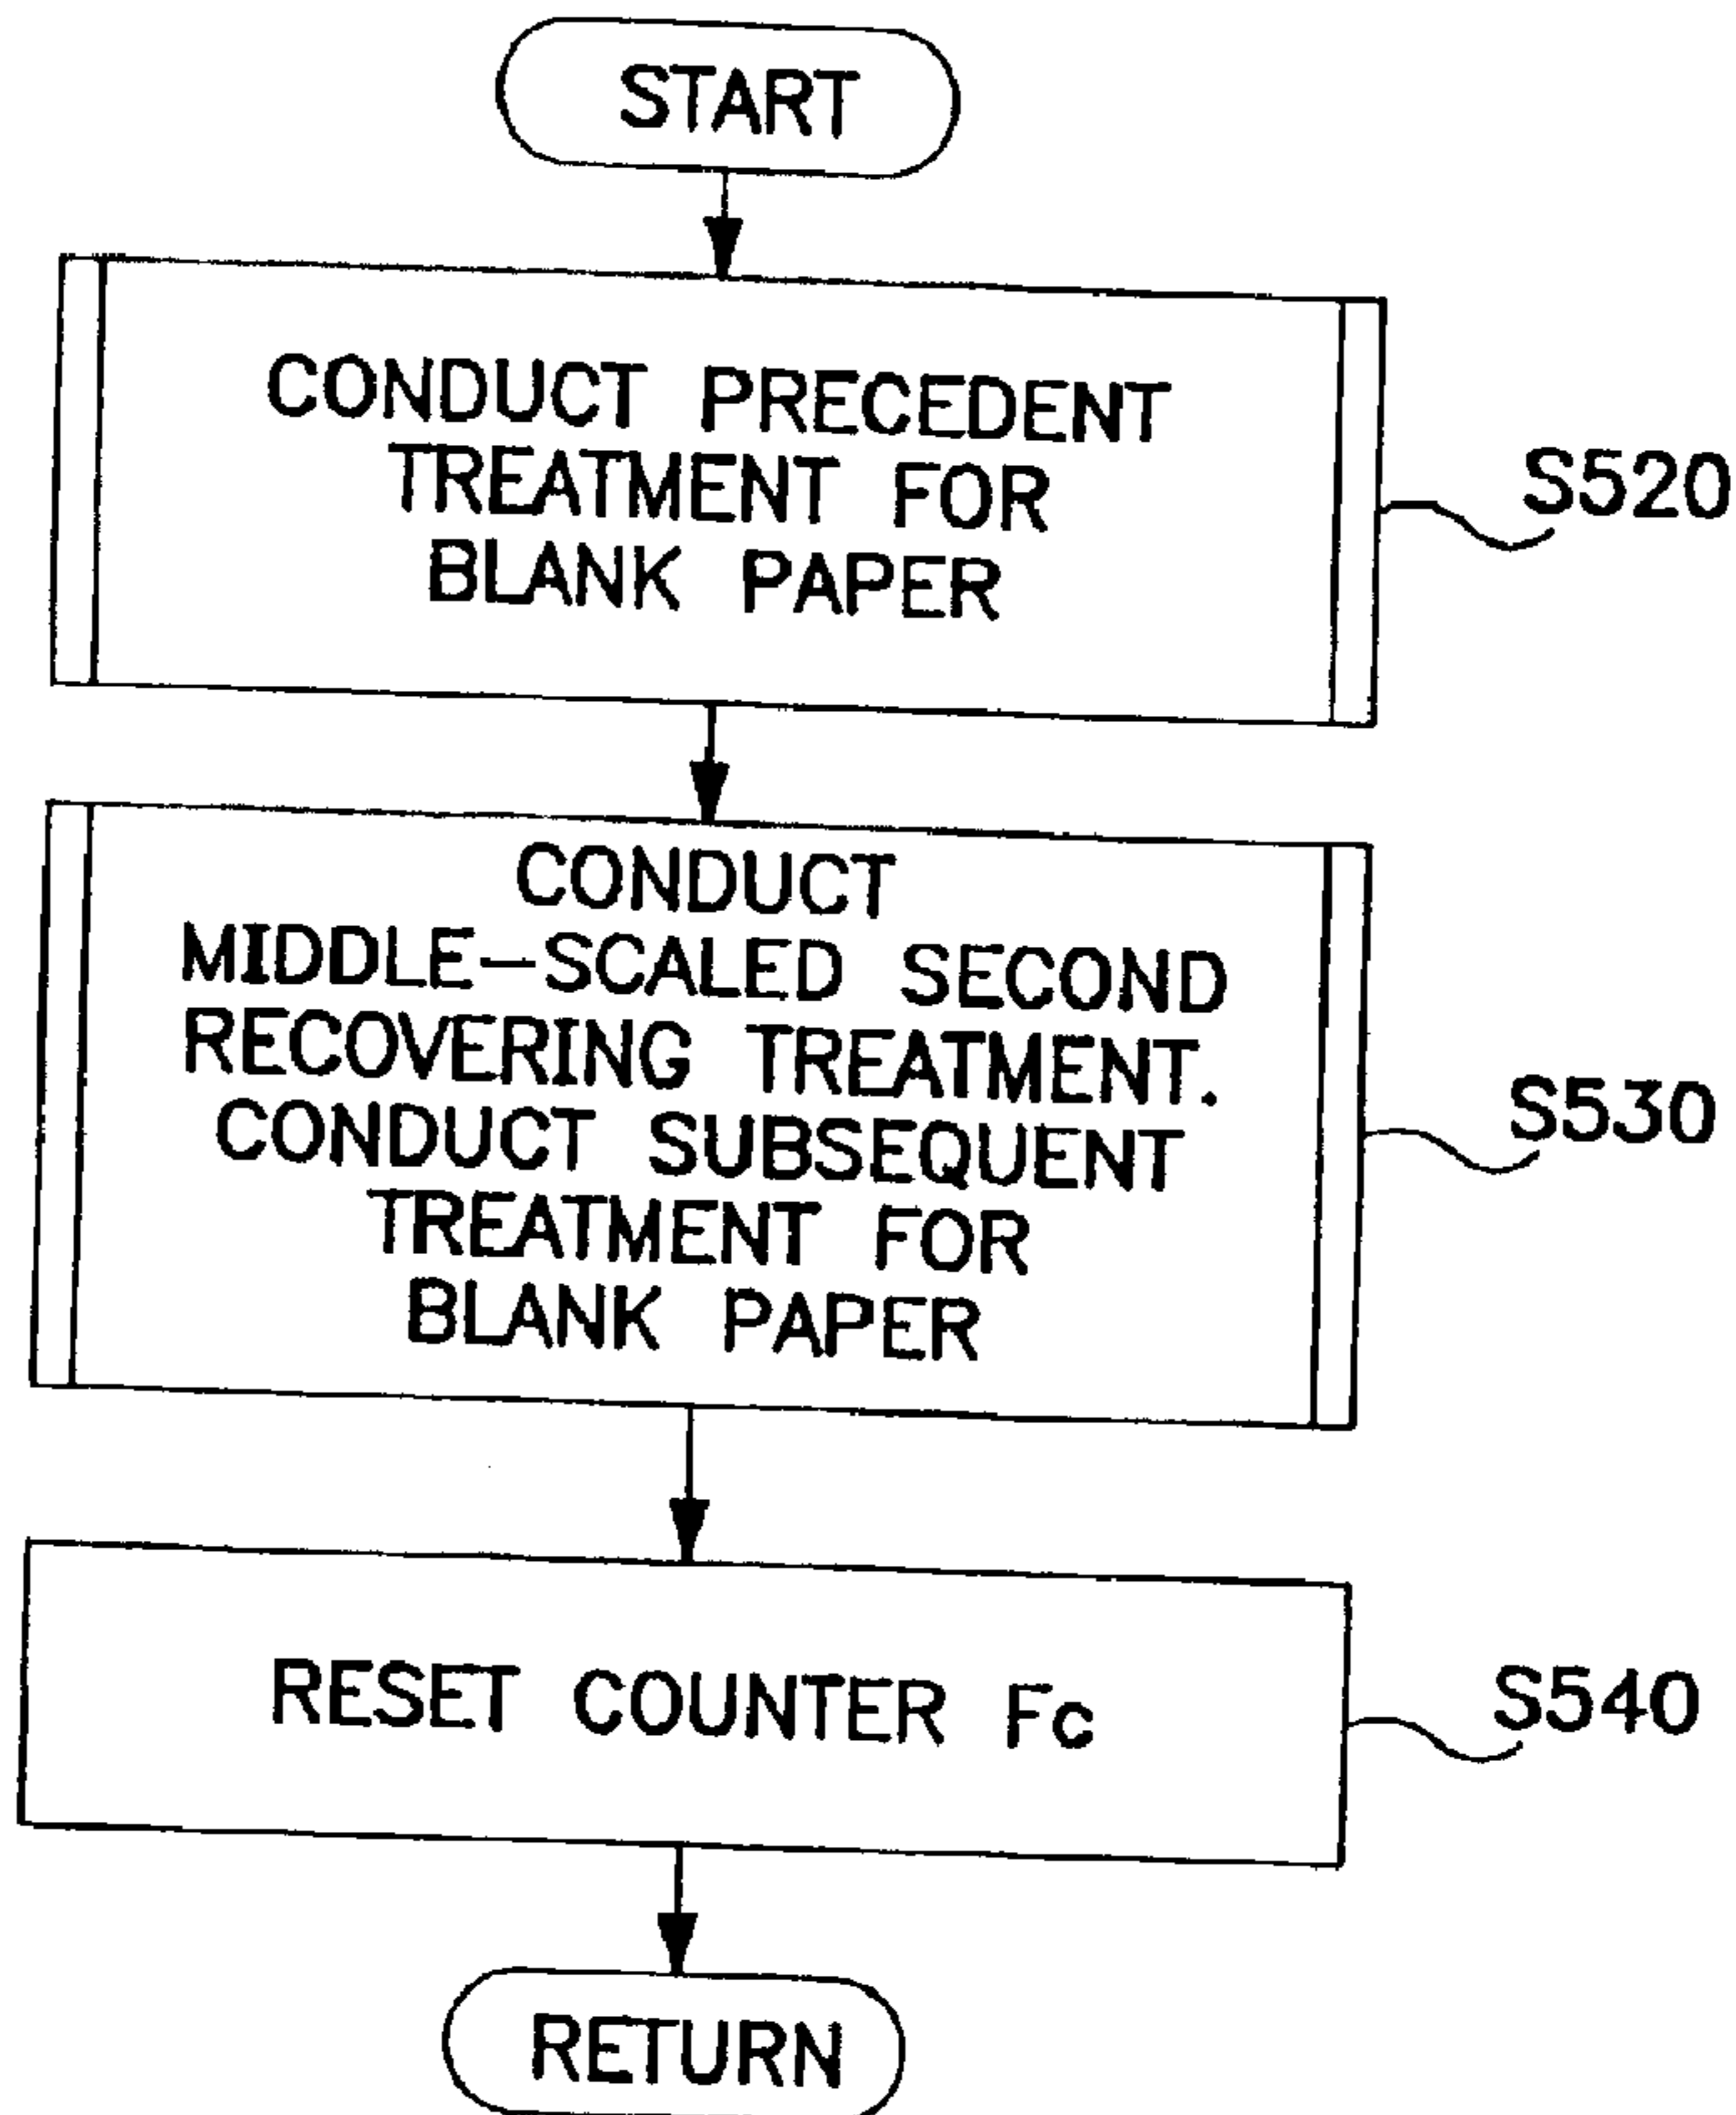 START
CONDUCT PRECEDENT
TREATMENT FOR
BLANK PAPER
S520
CONDUCT
MIDDLE-SCALED SECOND
RECOVERING TREATMENT.
CONDUCT SUBSEQUENT
TREATMENT FOR
BLANK PAPER
S530
RESET COUNTER Fc
S540
RETURN